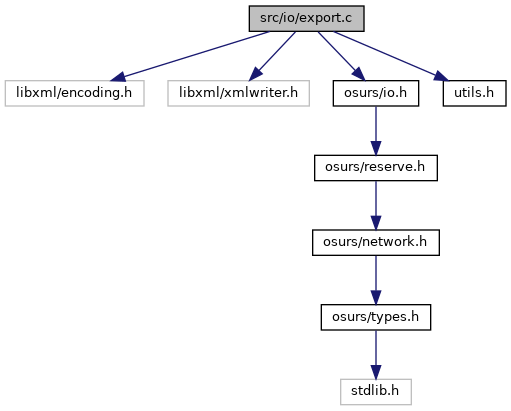 src/io/export.c
libxml/encoding.h
libxml/xmlwriter.h
osurs/io.h
utils.h
osurs/reserve.h
osurs/network.h
osurs/types.h
stdlib.h